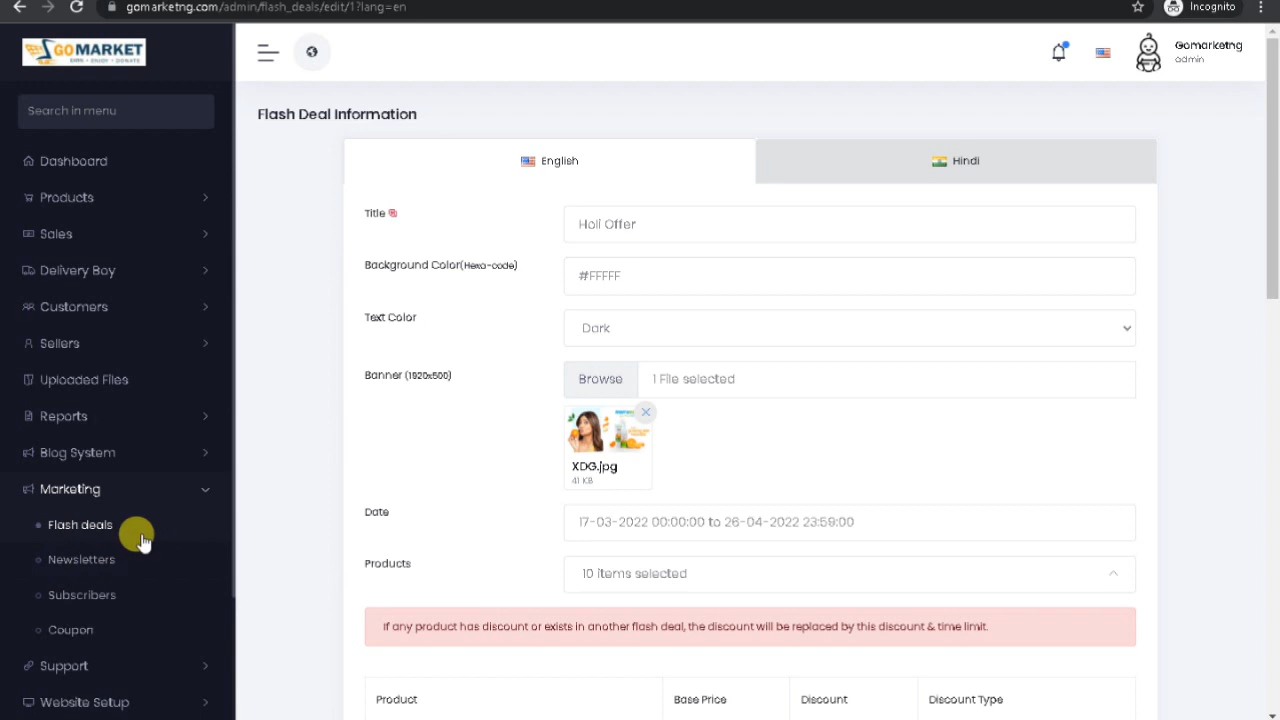 gomarketng.com/admin/flash_deals/edit/1?lang=en
Incognito
GOMARKET
EARN - ENJOY - DONATE
Gomarketng
admin
Search in menu
Dashboard
Products
Sales
Delivery Boy
Customers
Sellers
Uploaded Files
Reports
Blog System
Marketing
Flash deals
Newsletters
Subscribers
Coupon
Support
Website Setup
Flash Deal Information
English
Hindi
Title
Holi Offer
Background Color(Hexa-code)
#FFFFF
Text Color
Dark
Banner (1920x500)
Browse
1 File selected
XDG.jpg
41 KB
Date
17-03-2022 00:00:00 to 26-04-2022 23:59:00
Products
10 items selected
If any product has discount or exists in another flash deal, the discount will be replaced by this discount & time limit.
Product
Base Price
Discount
Discount Type